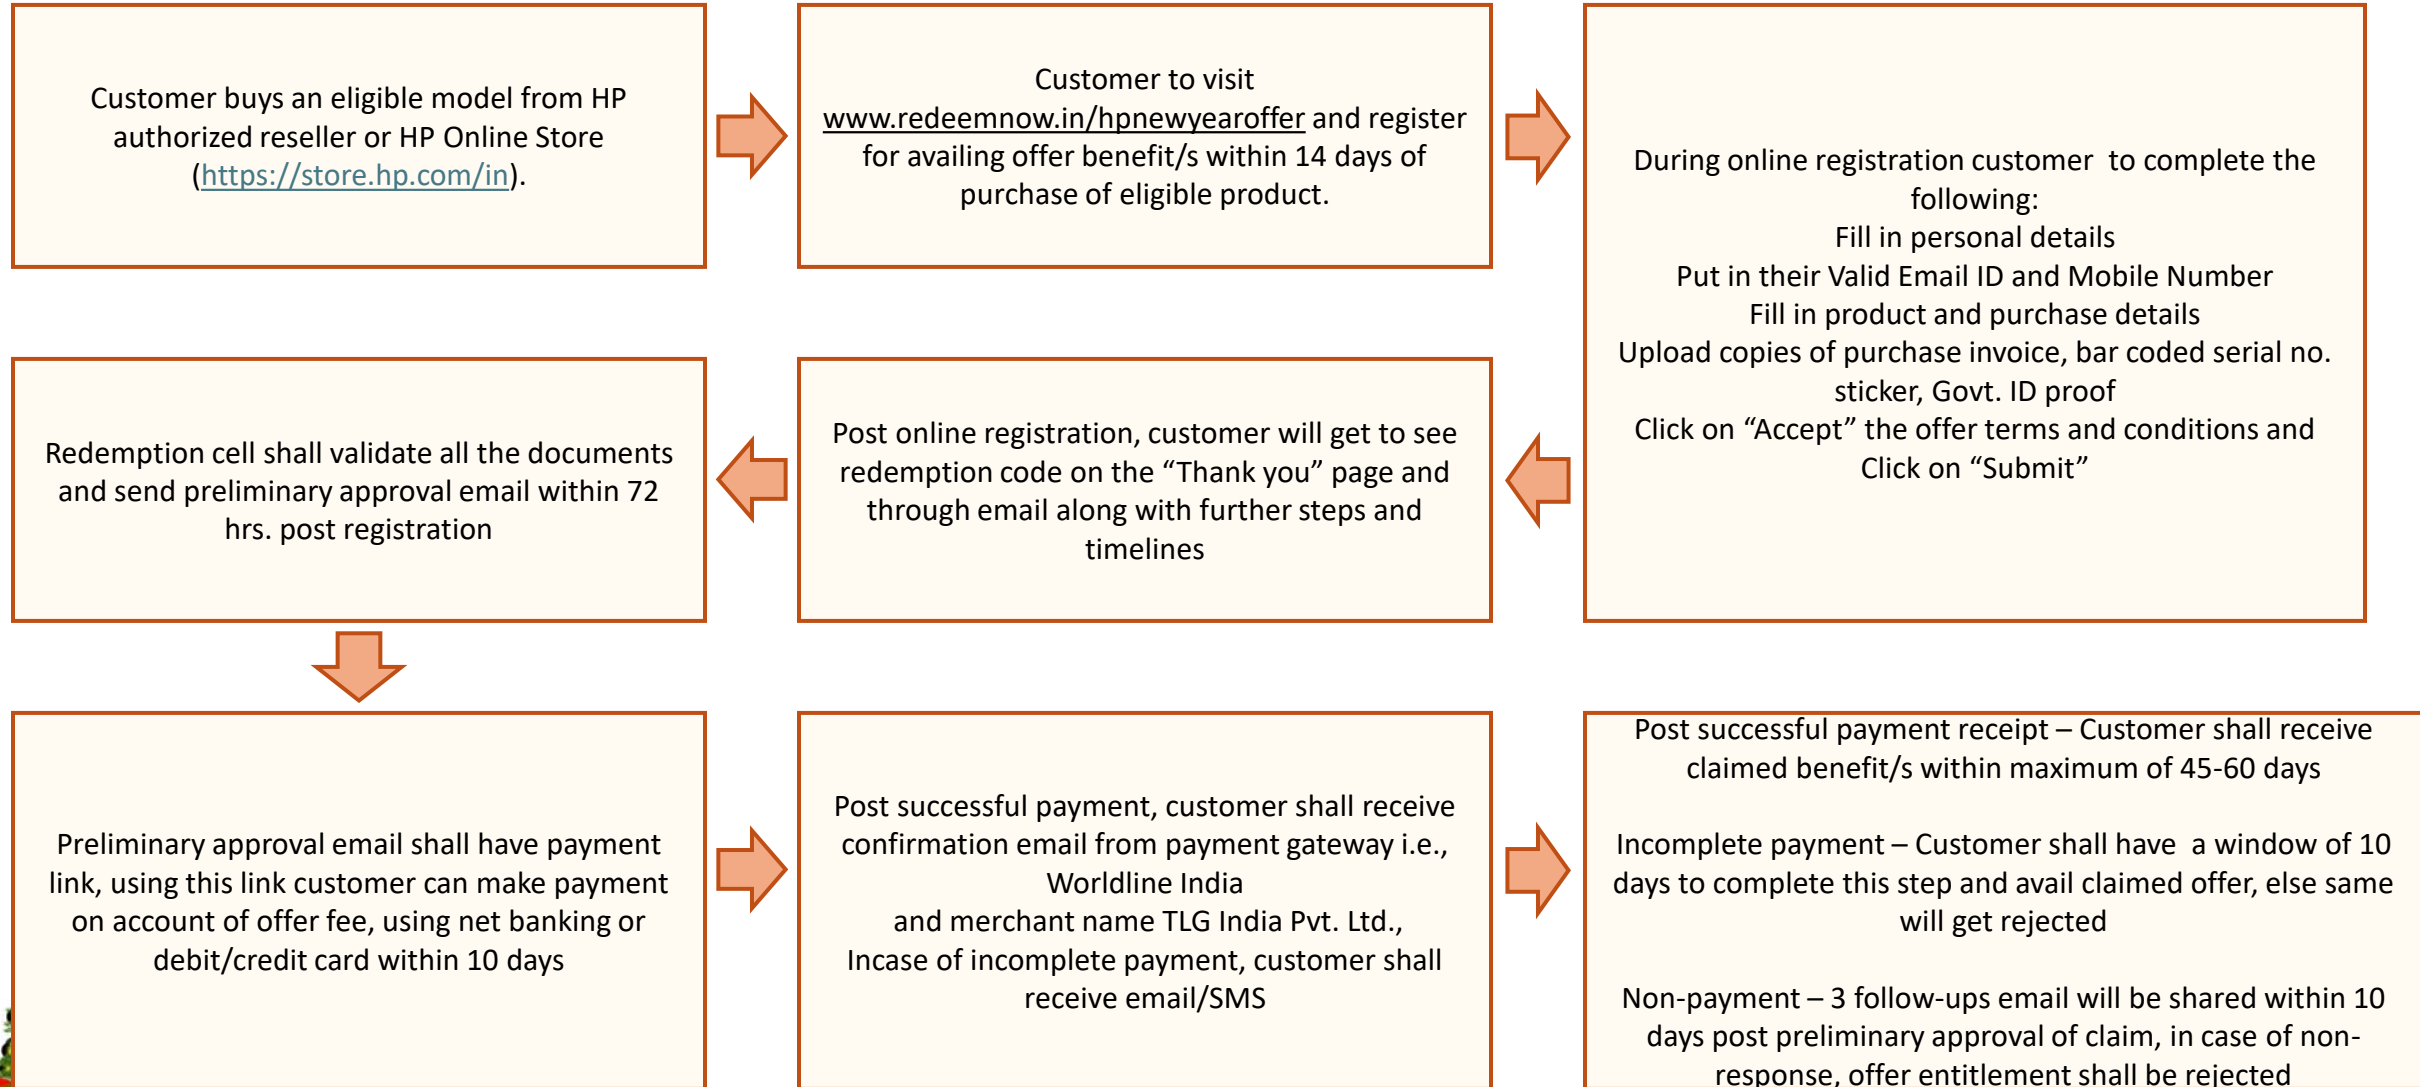 Customer buys an eligible model from HP
authorized reseller or HP Online Store
(https://store.hp.com/in).
Customer to visit
www.redeemnow.in/hpnewyearoffer and register
for availing offer benefit/s within 14 days of
purchase of eligible product.
During online registration customer to complete the
following:
Fill in personal details
Put in their Valid Email ID and Mobile Number
Fill in product and purchase details
Upload copies of purchase invoice, bar coded serial no.
sticker, Govt. ID proof
Click on “Accept” the offer terms and conditions and
Click on “Submit”
Post online registration, customer will get to see
redemption code on the “Thank you” page and
through email along with further steps and
timelines
Redemption cell shall validate all the documents
and send preliminary approval email within 72
hrs. post registration
Preliminary approval email shall have payment
link, using this link customer can make payment
on account of offer fee, using net banking or
debit/credit card within 10 days
Post successful payment, customer shall receive
confirmation email from payment gateway i.e.,
Worldline India
and merchant name TLG India Pvt. Ltd.,
Incase of incomplete payment, customer shall
receive email/SMS
Post successful payment receipt – Customer shall receive
claimed benefit/s within maximum of 45-60 days
Incomplete payment – Customer shall have a window of 10
days to complete this step and avail claimed offer, else same
will get rejected
Non-payment – 3 follow-ups email will be shared within 10
days post preliminary approval of claim, in case of non-
response, offer entitlement shall be rejected